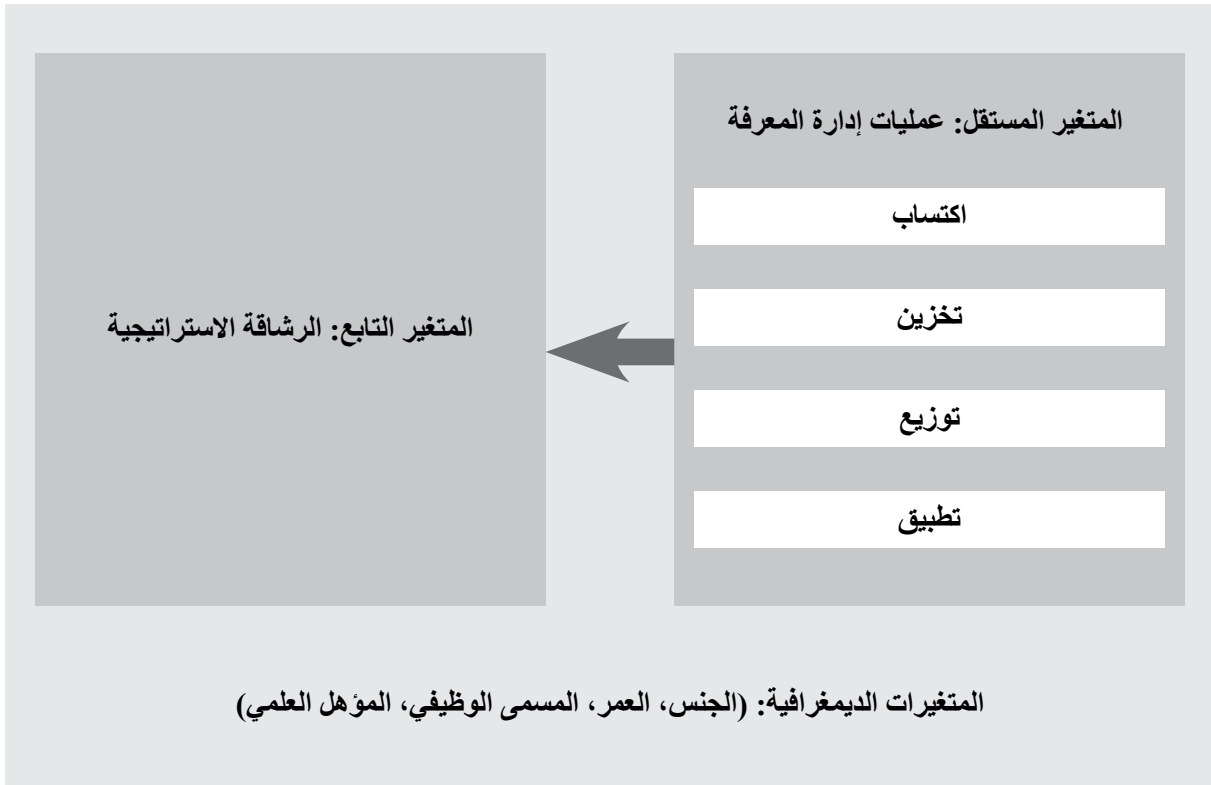 المتغير المستقل: عمليات إدارة المعرفة
اكتساب
تخزين
توزيع
تطبيق
المتغير التابع: الرشاقة الاستراتيجية
المتغيرات الديمغرافية: (الجنس، العمر، المسمى الوظيفي، المؤهل العلمي)